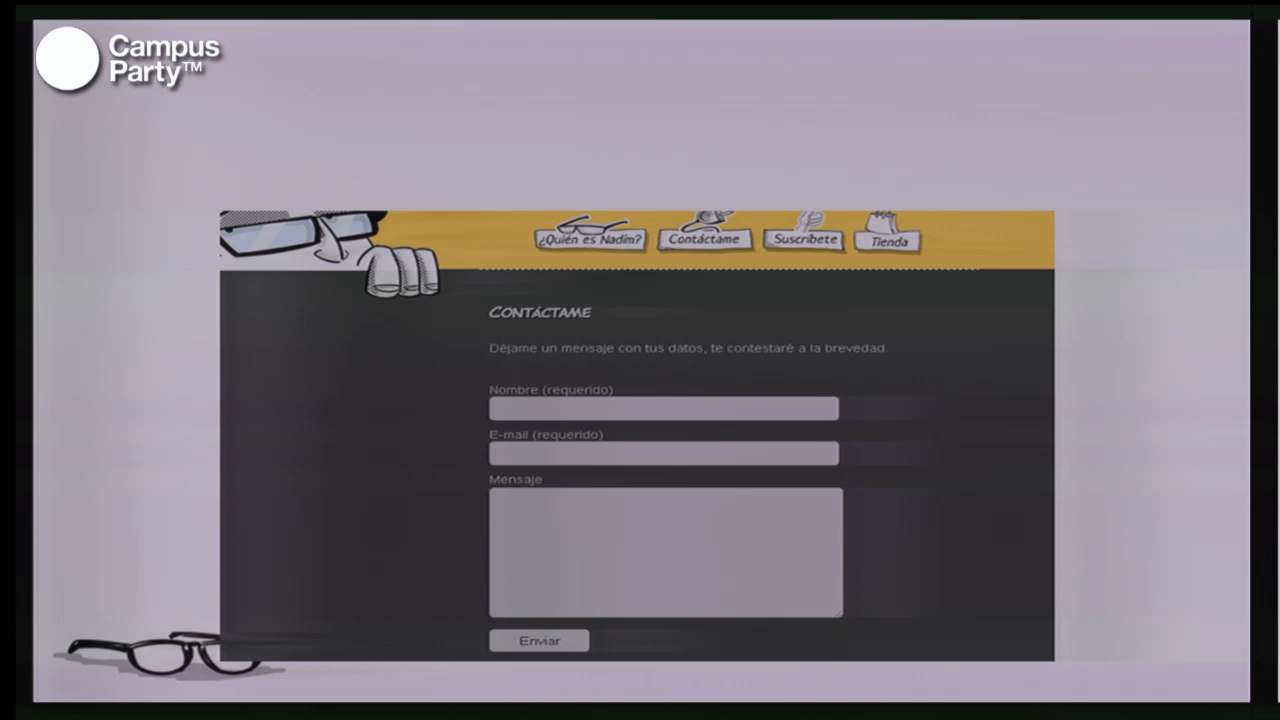 Campus
Party™
¿Quién es Nadim?
Contáctame
Suscríbete
Tienda
CONTÁCTAME
Déjame un mensaje con tus datos, te contestaré a la brevedad.
Nombre (requerido)
E-mail (requerido)
Mensaje
Enviar